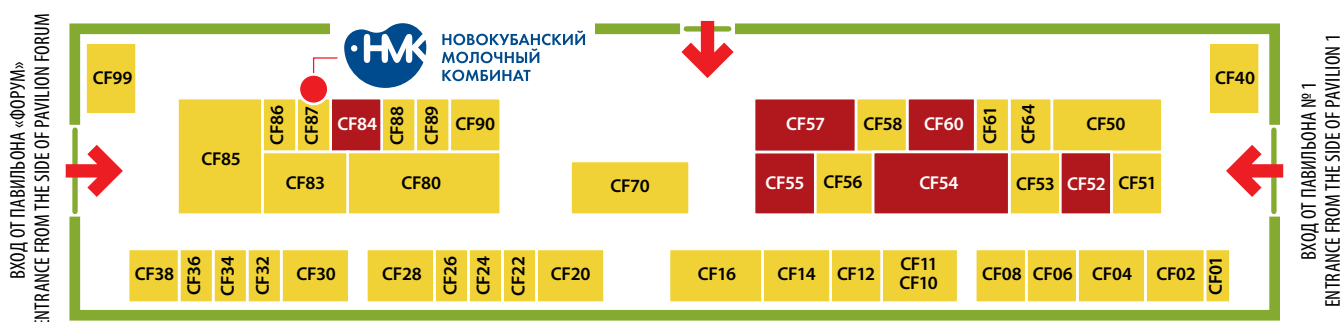 ВХОД ОТ ПАВИЛЬОНА «ФОРУМ»
ENTRANCE FROM THE SIDE OF PAVILION FORUM
НМК
НОВОКУБАНСКИЙ
МОЛОЧНЫЙ
КОМБИНАТ
CF99
CF40
CF86
CF87
CF84
CF88
CF89
CF90
CF57
CF58
CF60
CF61
CF64
CF50
CF85
CF83
CF80
CF70
CF55
CF56
CF54
CF53
CF52
CF51
CF38
CF36
CF34
CF32
CF30
CF28
CF26
CF24
CF22
CF20
CF16
CF14
CF12
CF11
CF10
CF08
CF06
CF04
CF02
CF01
ВХОД ОТ ПАВИЛЬОНА № 1
ENTRANCE FROM THE SIDE OF PAVILION 1